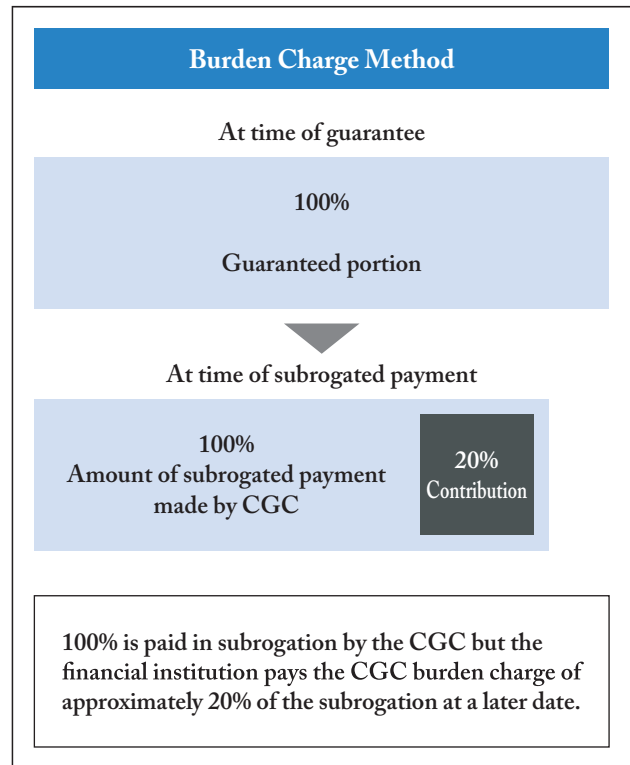 Burden Charge Method
At time of guarantee
100%
Guaranteed portion
At time of subrogated payment
100%
Amount of subrogated payment
made by CGC
20%
Contribution
100% is paid in subrogation by the CGC but the
financial institution pays the CGC burden charge of
approximately 20% of the subrogation at a later date.